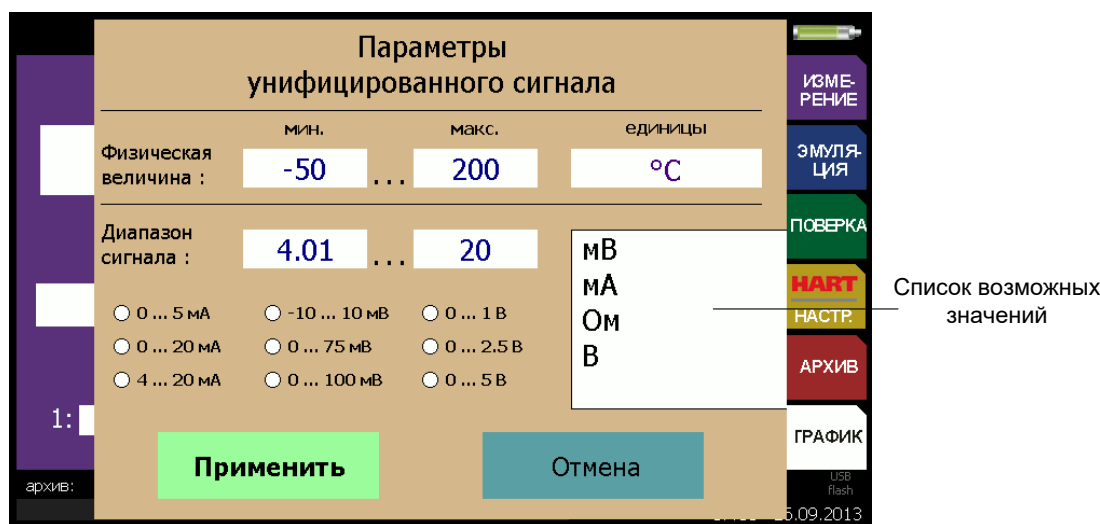 Параметры
унифицированного сигнала
мин. макс. единицы
Физическая
величина : -50 ... 200 °C
Диапазон
сигнала : 4.01 ... 20
мВ
мА
Ом
В
0 ... 5 мА -10 ... 10 мВ 0 ... 1 В
0 ... 20 мА 0 ... 75 мВ 0 ... 2.5 В
4 ... 20 мА 0 ... 100 мВ 0 ... 5 В
Применить Отмена
1:
архив:
ИЗМЕ-
РЕНИЕ
ЭМУЛЯ-
ЦИЯ
ПОВЕРКА
HART
НАСТР.
АРХИВ
ГРАФИК
USB
flash
.09.2013
Список возможных
значений